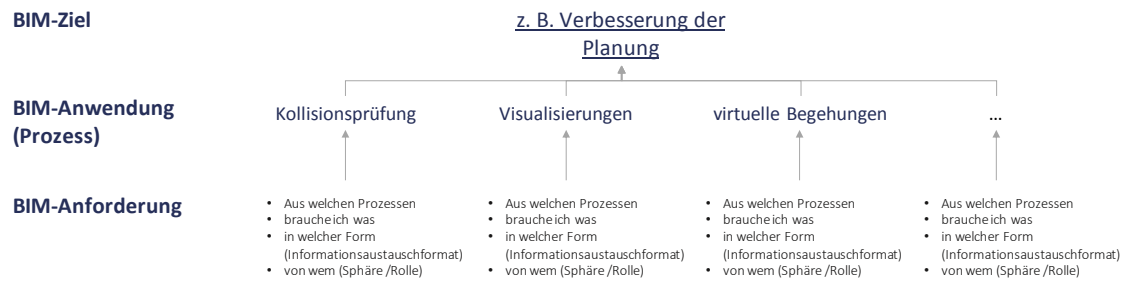 BIM-Ziel
z. B. Verbesserung der
Planung
BIM-Anwendung
(Prozess)
Kollisionsprüfung
Visualisierungen
virtuelle Begehungen
...
BIM-Anforderung
• Aus welchen Prozessen
• brauche ich was
• in welcher Form
(Informationsaustauschformat)
• von wem (Sphäre /Rolle)
• Aus welchen Prozessen
• brauche ich was
• in welcher Form
(Informationsaustauschformat)
• von wem (Sphäre /Rolle)
• Aus welchen Prozessen
• brauche ich was
• in welcher Form
(Informationsaustauschformat)
• von wem (Sphäre /Rolle)
• Aus welchen Prozessen
• brauche ich was
• in welcher Form
(Informationsaustauschformat)
• von wem (Sphäre /Rolle)